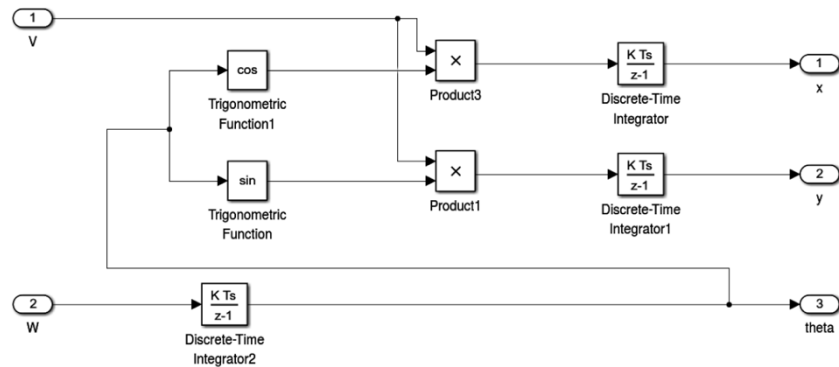 1
V
cos
Trigonometric
Function1
×
Product3
K Ts
z-1
Discrete-Time
Integrator
1
x
sin
Trigonometric
Function
×
Product1
K Ts
z-1
Discrete-Time
Integrator1
2
y
2
W
K Ts
z-1
Discrete-Time
Integrator2
3
theta